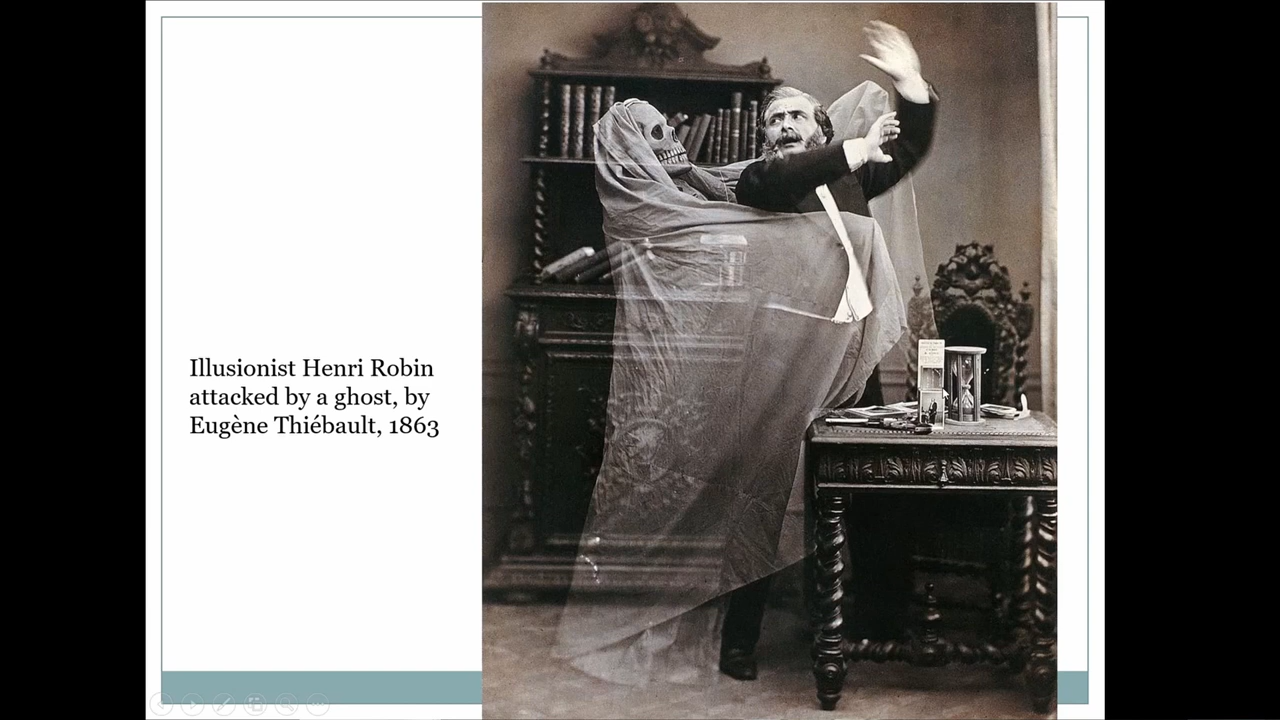 Illusionist Henri Robin
attacked by a ghost, by
Eugène Thiébault, 1863